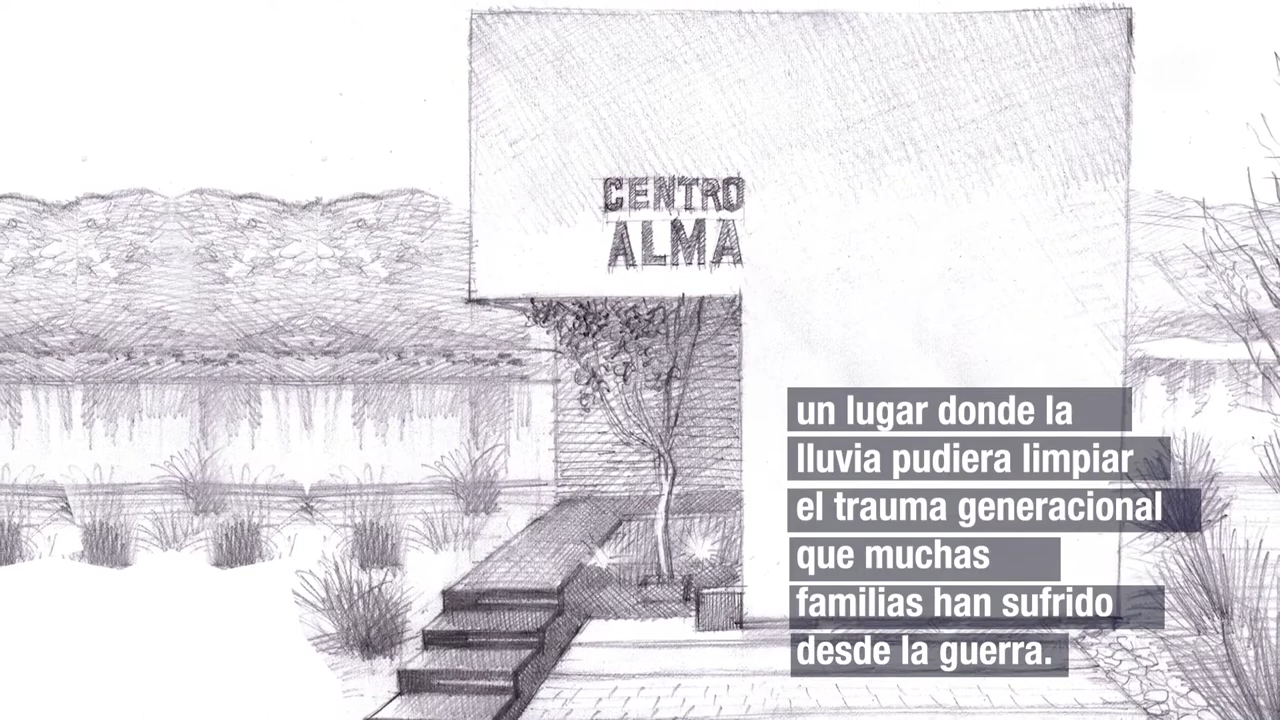 CENTRO
ALMA
un lugar donde la
lluvia pudiera limpiar
el trauma generacional
que muchas
familias han sufrido
desde la guerra.